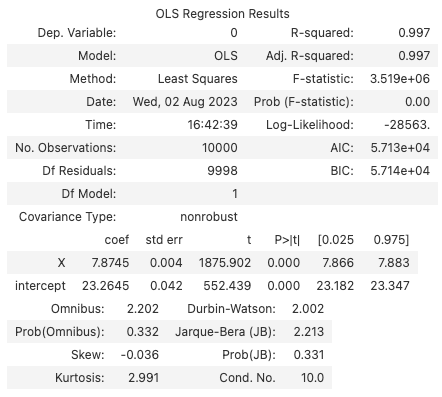 OLS Regression Results
Dep. Variable: 0 R-squared: 0.997
Model: OLS Adj. R-squared: 0.997
Method: Least Squares F-statistic: 3.519e+06
Date: Wed, 02 Aug 2023 Prob (F-statistic): 0.00
Time: 16:42:39 Log-Likelihood: -28563.
No. Observations: 10000 AIC: 5.713e+04
Df Residuals: 9998 BIC: 5.714e+04
Df Model: 1
Covariance Type: nonrobust
coef std err t P>|t| [0.025 0.975]
X 7.8745 0.004 1875.902 0.000 7.866 7.883
intercept 23.2645 0.042 552.439 0.000 23.182 23.347
Omnibus: 2.202 Durbin-Watson: 2.002
Prob(Omnibus): 0.332 Jarque-Bera (JB): 2.213
Skew: -0.036 Prob(JB): 0.331
Kurtosis: 2.991 Cond. No. 10.0